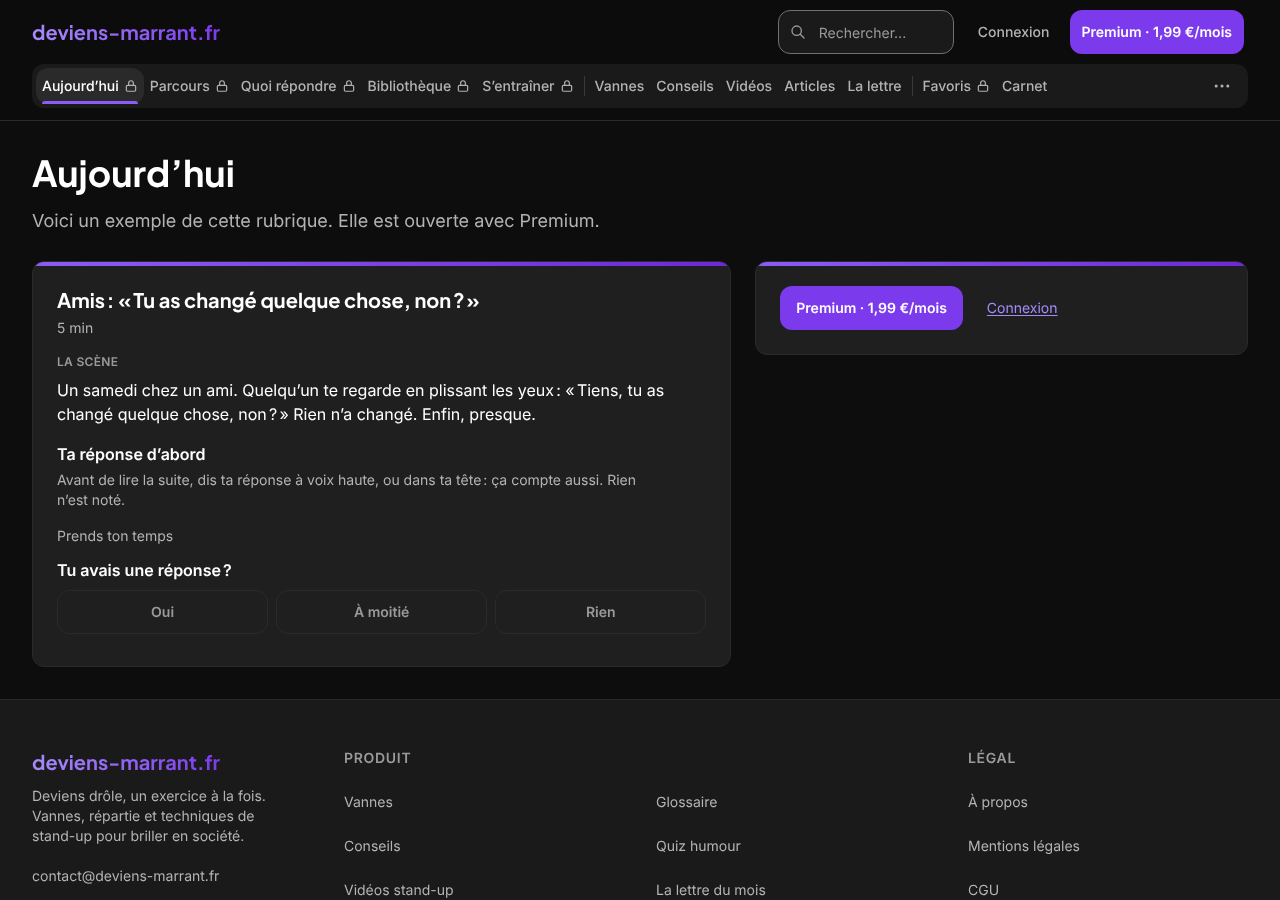 deviens-marrant.fr
Rechercher...
Connexion
Premium · 1,99 €/mois
Aujourd’hui
Parcours
Quoi répondre
Bibliothèque
S’entraîner
Vannes
Conseils
Vidéos
Articles
La lettre
Favoris
Carnet
Aujourd’hui
Voici un exemple de cette rubrique. Elle est ouverte avec Premium.
Amis : « Tu as changé quelque chose, non ? »
5 min
LA SCÈNE
Un samedi chez un ami. Quelqu’un te regarde en plissant les yeux : « Tiens, tu as
changé quelque chose, non ? » Rien n’a changé. Enfin, presque.
Ta réponse d’abord
Avant de lire la suite, dis ta réponse à voix haute, ou dans ta tête : ça compte aussi. Rien
n’est noté.
Prends ton temps
Tu avais une réponse ?
Oui
À moitié
Rien
Premium · 1,99 €/mois
Connexion
deviens-marrant.fr
Deviens drôle, un exercice à la fois.
Vannes, répartie et techniques de
stand-up pour briller en société.
contact@deviens-marrant.fr
PRODUIT
Vannes
Conseils
Vidéos stand-up
Glossaire
Quiz humour
La lettre du mois
LÉGAL
À propos
Mentions légales
CGU